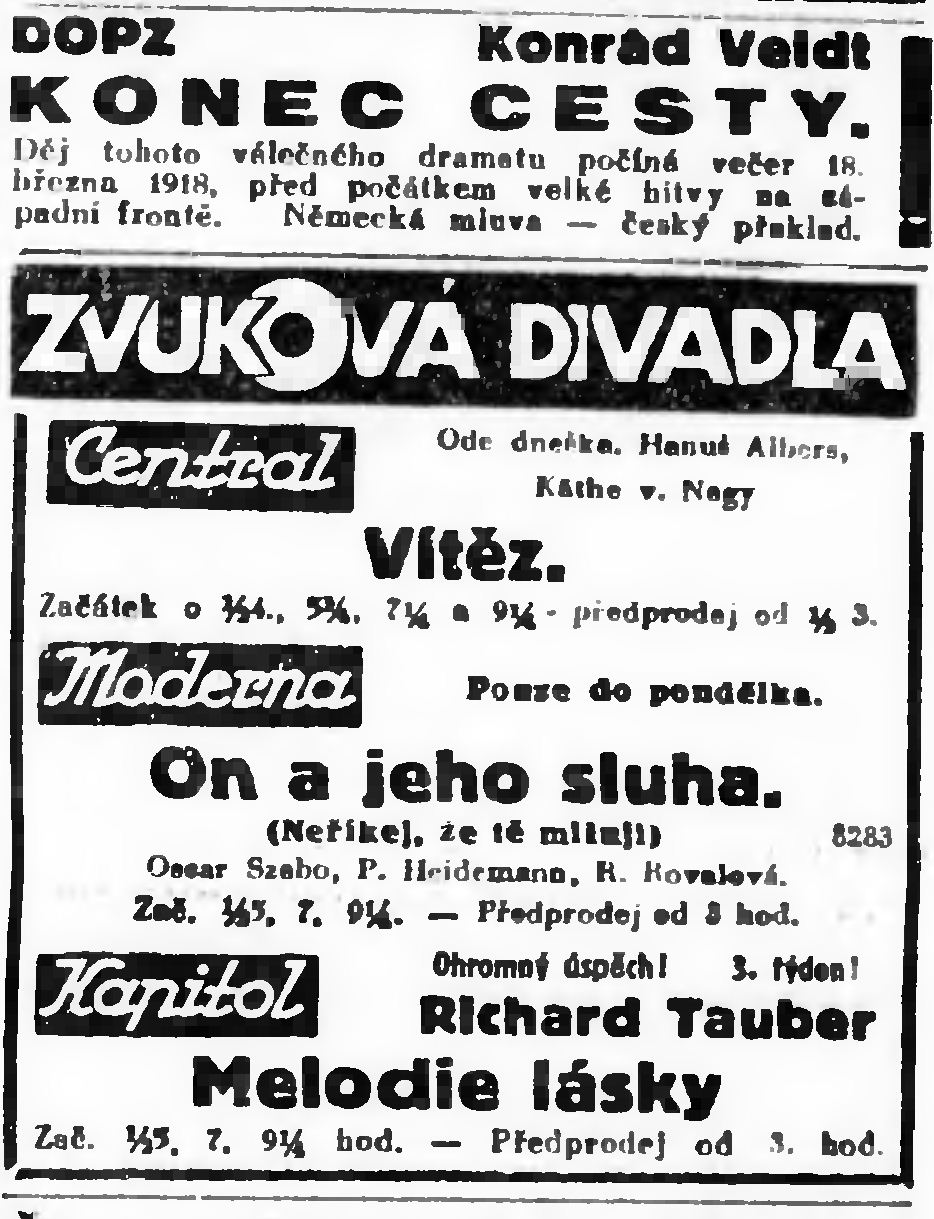 DOPZ Konrád Veidt
KONEC CESTY.
Děj tohoto válečného dramatu počíná večer 18.
března 1918, před počátkem velké bitvy na zá-
padní frontě. Německá mluva — český překlad.
ZVUKOVÁ DIVADLA
Central
Ode dneška. Hanuš Albers,
Käthe v. Nagy
Vítěz.
Začátek o ½4., 5¾, 7¼ a 9¼ - předprodej od ½ 3.
Moderna
Pouze do pondělka.
On a jeho sluha.
(Neříkej, že tě miluji) 8283
Oscar Szabo, P. Heidemann, R. Kovalová.
Zač. ½5, 7. 9¼. — Předprodej od 3 hod.
Kapitol
Ohromný úspěch! 3. týden!
Richard Tauber
Melodie lásky
Zač. ½5, 7. 9¼ hod. — Předprodej od 3. hod.